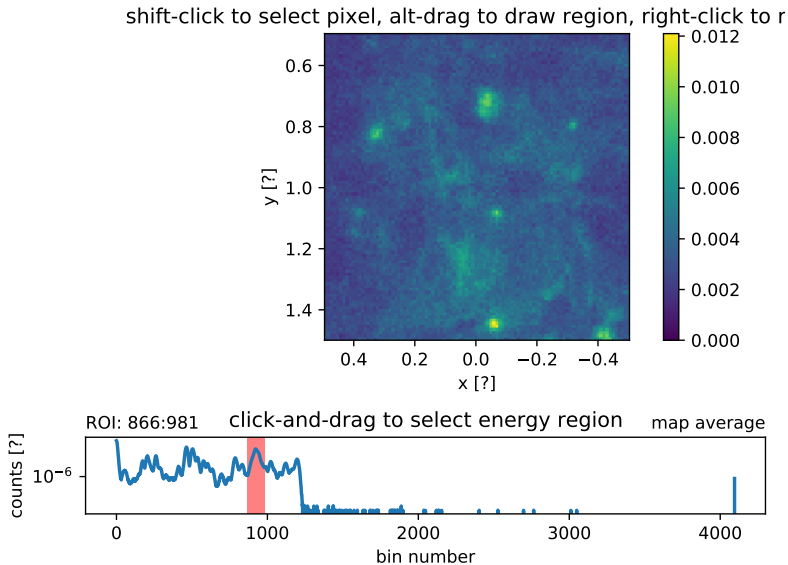 shift-click to select pixel, alt-drag to draw region, right-click to r
0.6
0.8
1.0
1.2
1.4
y [?]
0.4
0.2
0.0
−0.2
−0.4
x [?]
0.012
0.010
0.008
0.006
0.004
0.002
0.000
ROI: 866:981
click-and-drag to select energy region
map average
counts [?]
10⁻⁶
0
1000
2000
3000
4000
bin number